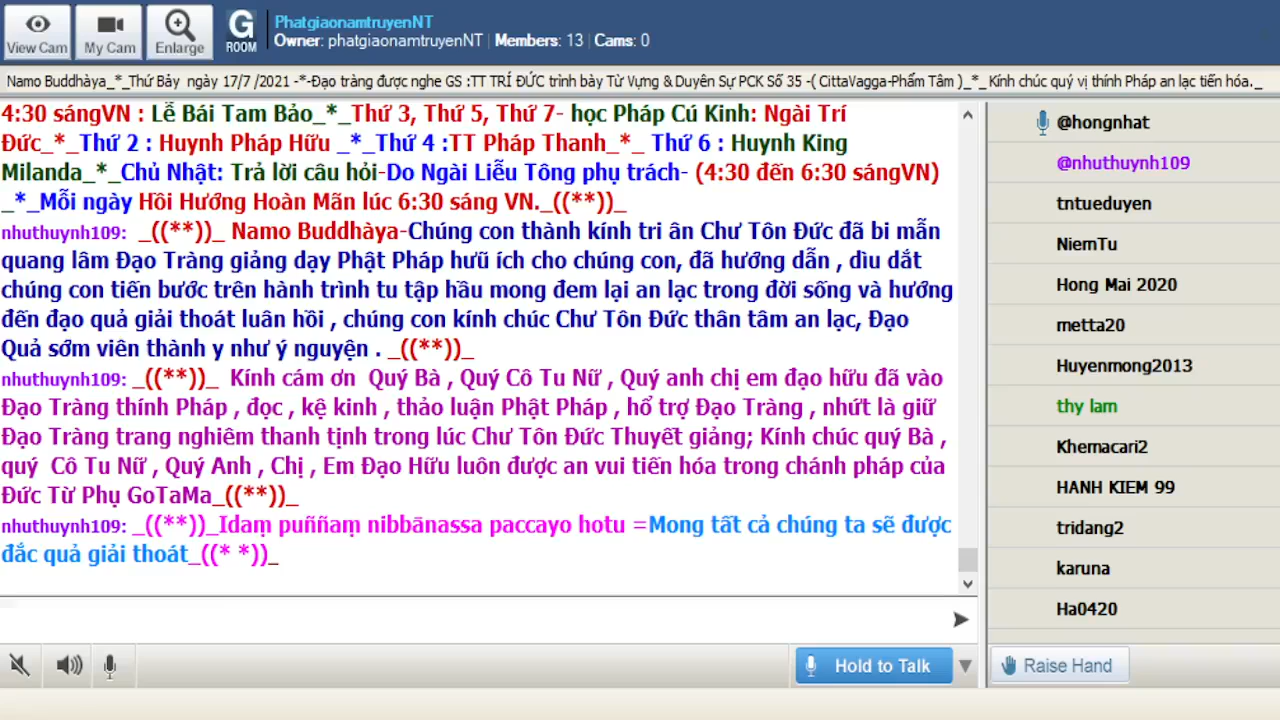 View Cam
My Cam
Enlarge
G
ROOM
PhatgiaonamtruyenNT
Owner: phatgiaonamtruyenNT | Members: 13 | Cams: 0
Namo Buddhàya_*_Thứ Bảy ngày 17/7 /2021 -*-Đạo tràng được nghe GS :TT TRÍ ĐỨC trình bày Từ Vựng & Duyên Sự PCK Số 35 -( CittaVagga-Phẩm Tâm )_*_ Kính chúc quý vị thính Pháp an lạc tiến hóa._
4:30 sángVN : Lễ Bái Tam Bảo_*_Thứ 3, Thứ 5, Thứ 7- học Pháp Cú Kinh: Ngài Trí
Đức_*_Thứ 2 : Huynh Pháp Hữu _*_Thứ 4 :TT Pháp Thanh_*_ Thứ 6 : Huynh King
Milanda_*_Chủ Nhật: Trả lời câu hỏi-Do Ngài Liễu Tông phụ trách- (4:30 đến 6:30 sángVN)
_*_Mỗi ngày Hồi Hướng Hoàn Mãn lúc 6:30 sáng VN._((**))_
nhuthuynh109: _((**))_ Namo Buddhàya-Chúng con thành kính tri ân Chư Tôn Đức đã bi mẫn
quang lâm Đạo Tràng giảng dạy Phật Pháp hưũ ích cho chúng con, đã hướng dẫn , dìu dắt
chúng con tiến bước trên hành trình tu tập hầu mong đem lại an lạc trong đời sống và hướng
đến đạo quả giải thoát luân hồi , chúng con kính chúc Chư Tôn Đức thân tâm an lạc, Đạo
Quả sớm viên thành y như ý nguyện . _((**))_
nhuthuynh109: _((**))_ Kính cám ơn Quý Bà , Quý Cô Tu Nữ , Quý anh chị em đạo hữu đã vào
Đạo Tràng thính Pháp , đọc , kệ kinh , thảo luận Phật Pháp , hổ trợ Đạo Tràng , nhứt là giữ
Đạo Tràng trang nghiêm thanh tịnh trong lúc Chư Tôn Đức Thuyết giảng; Kính chúc quý Bà ,
quý Cô Tu Nữ , Quý Anh , Chị , Em Đạo Hữu luôn được an vui tiến hóa trong chánh pháp của
Đức Từ Phụ GoTaMa_((**))_
nhuthuynh109: _((**))_Idaṃ puññaṃ nibbānassa paccayo hotu =Mong tất cả chúng ta sẽ được
đắc quả giải thoát_((* *))_
@hongnhat
@nhuthuynh109
tntueduyen
NiemTu
Hong Mai 2020
metta20
Huyenmong2013
thy lam
Khemacari2
HANH KIEM 99
tridang2
karuna
Ha0420
Hold to Talk
Raise Hand